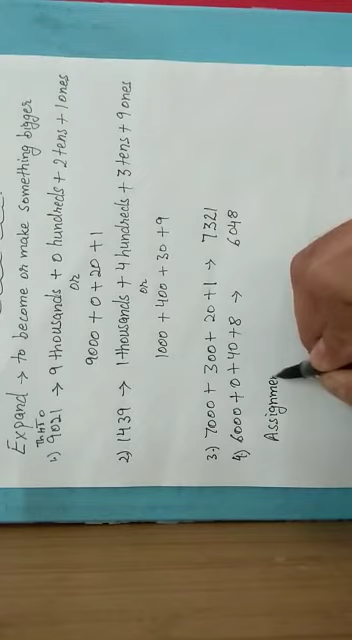 Expand → to become or make something bigger
Th H T O
1) 9021 → 9 thousands + 0 hundreds + 2 tens + 1 ones
or
9000 + 0 + 20 + 1
2) 1439 → 1 thousands + 4 hundreds + 3 tens + 9 ones
or
1000 + 400 + 30 + 9
3.) 7000 + 300 + 20 + 1 → 7321
4.) 6000 + 0 + 40 + 8 → 6048
Assignmen